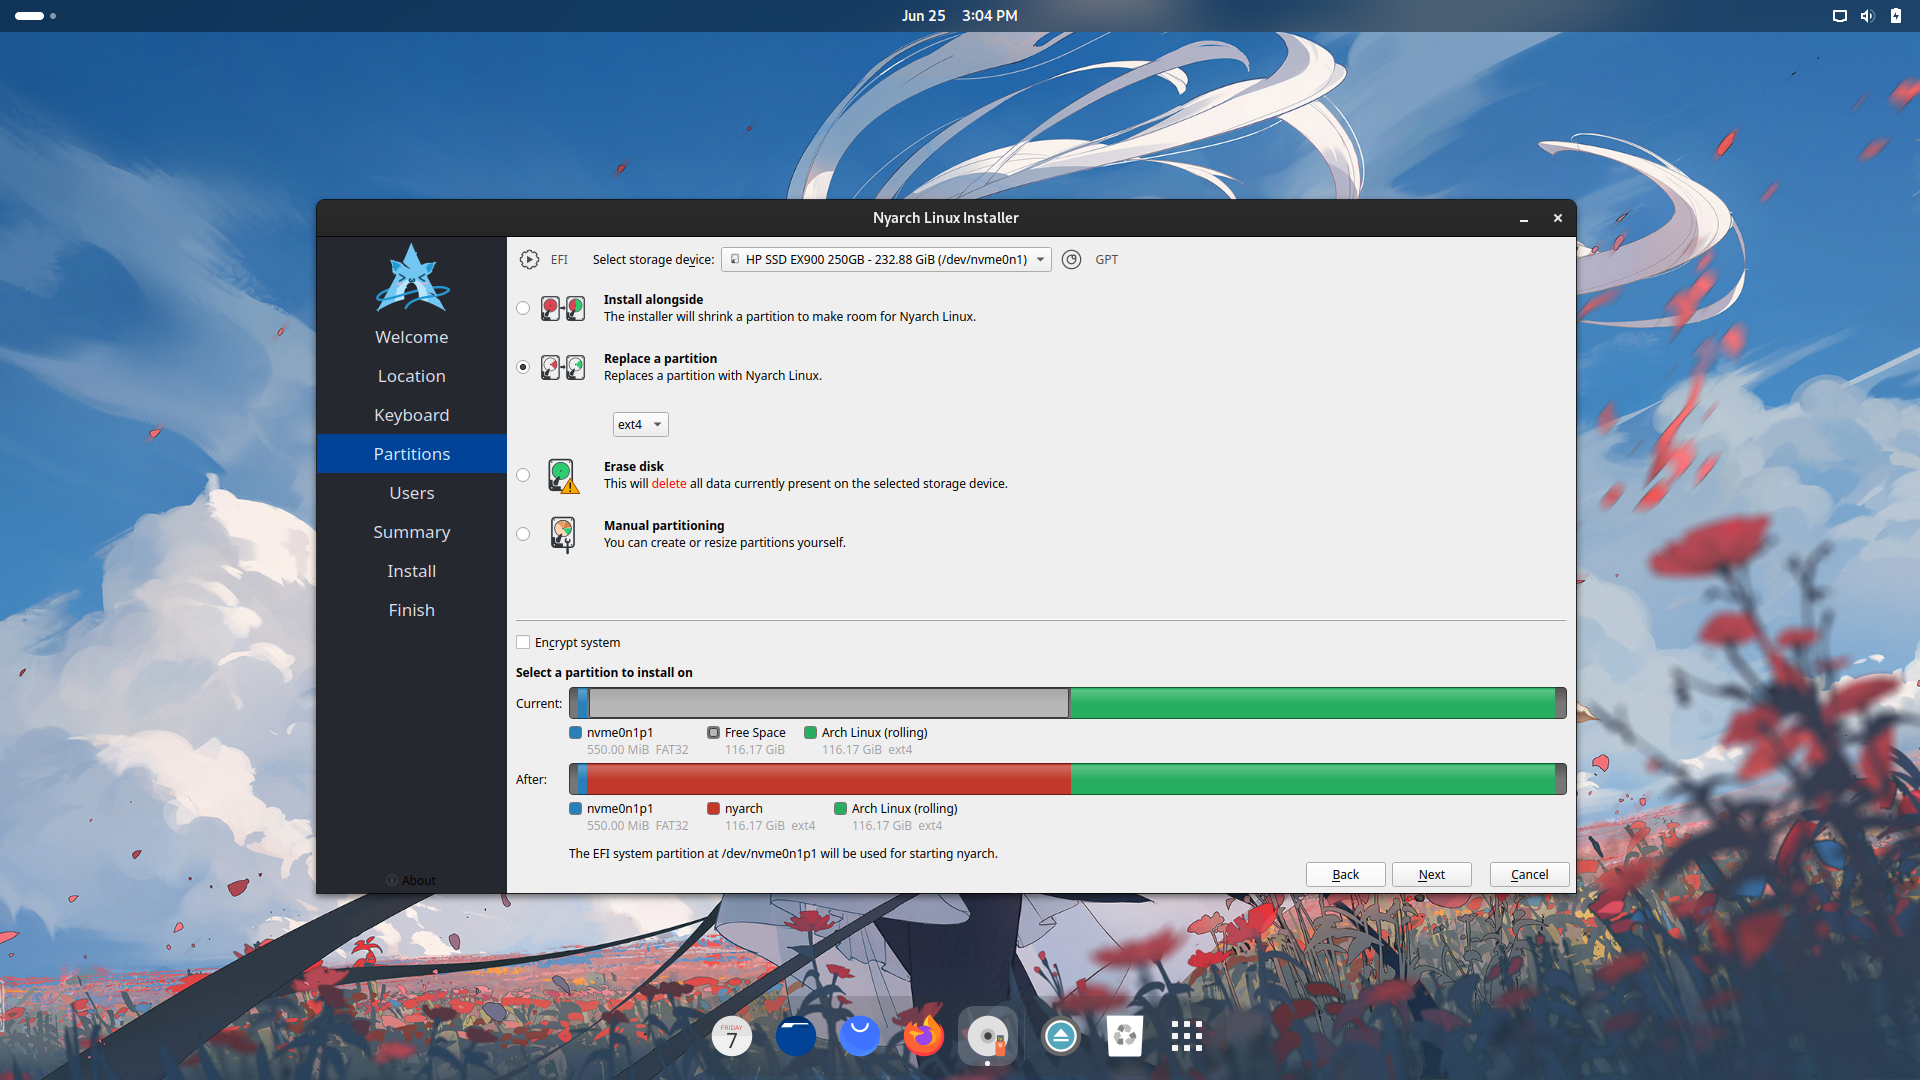 Jun 25 3:04 PM
Nyarch Linux Installer
EFI Select storage device: HP SSD EX900 250GB - 232.88 GiB (/dev/nvme0n1) GPT
Install alongside
The installer will shrink a partition to make room for Nyarch Linux.
Replace a partition
Replaces a partition with Nyarch Linux.
ext4
Erase disk
This will delete all data currently present on the selected storage device.
Manual partitioning
You can create or resize partitions yourself.
Welcome
Location
Keyboard
Partitions
Users
Summary
Install
Finish
About
Encrypt system
Select a partition to install on
Current:
nvme0n1p1 Free Space Arch Linux (rolling)
550.00 MiB FAT32 116.17 GiB 116.17 GiB ext4
After:
nvme0n1p1 nyarch Arch Linux (rolling)
550.00 MiB FAT32 116.17 GiB ext4 116.17 GiB ext4
The EFI system partition at /dev/nvme0n1p1 will be used for starting nyarch.
Back Next Cancel
FRIDAY
7